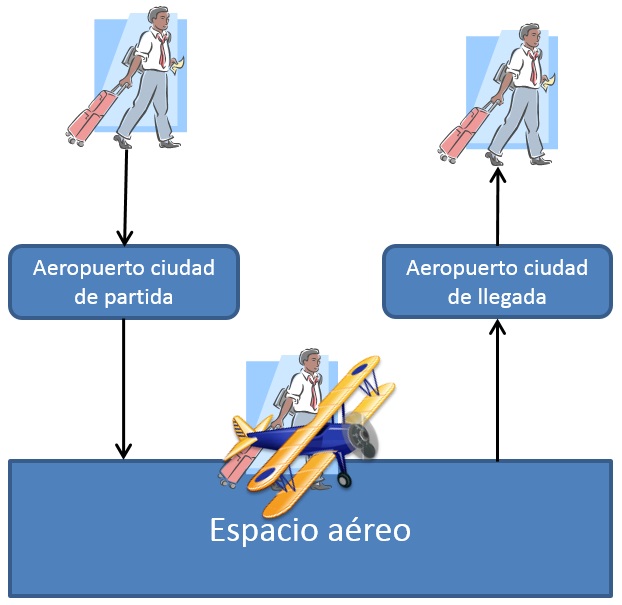 Aeropuerto ciudad
de partida
Aeropuerto ciudad
de llegada
Espacio aéreo